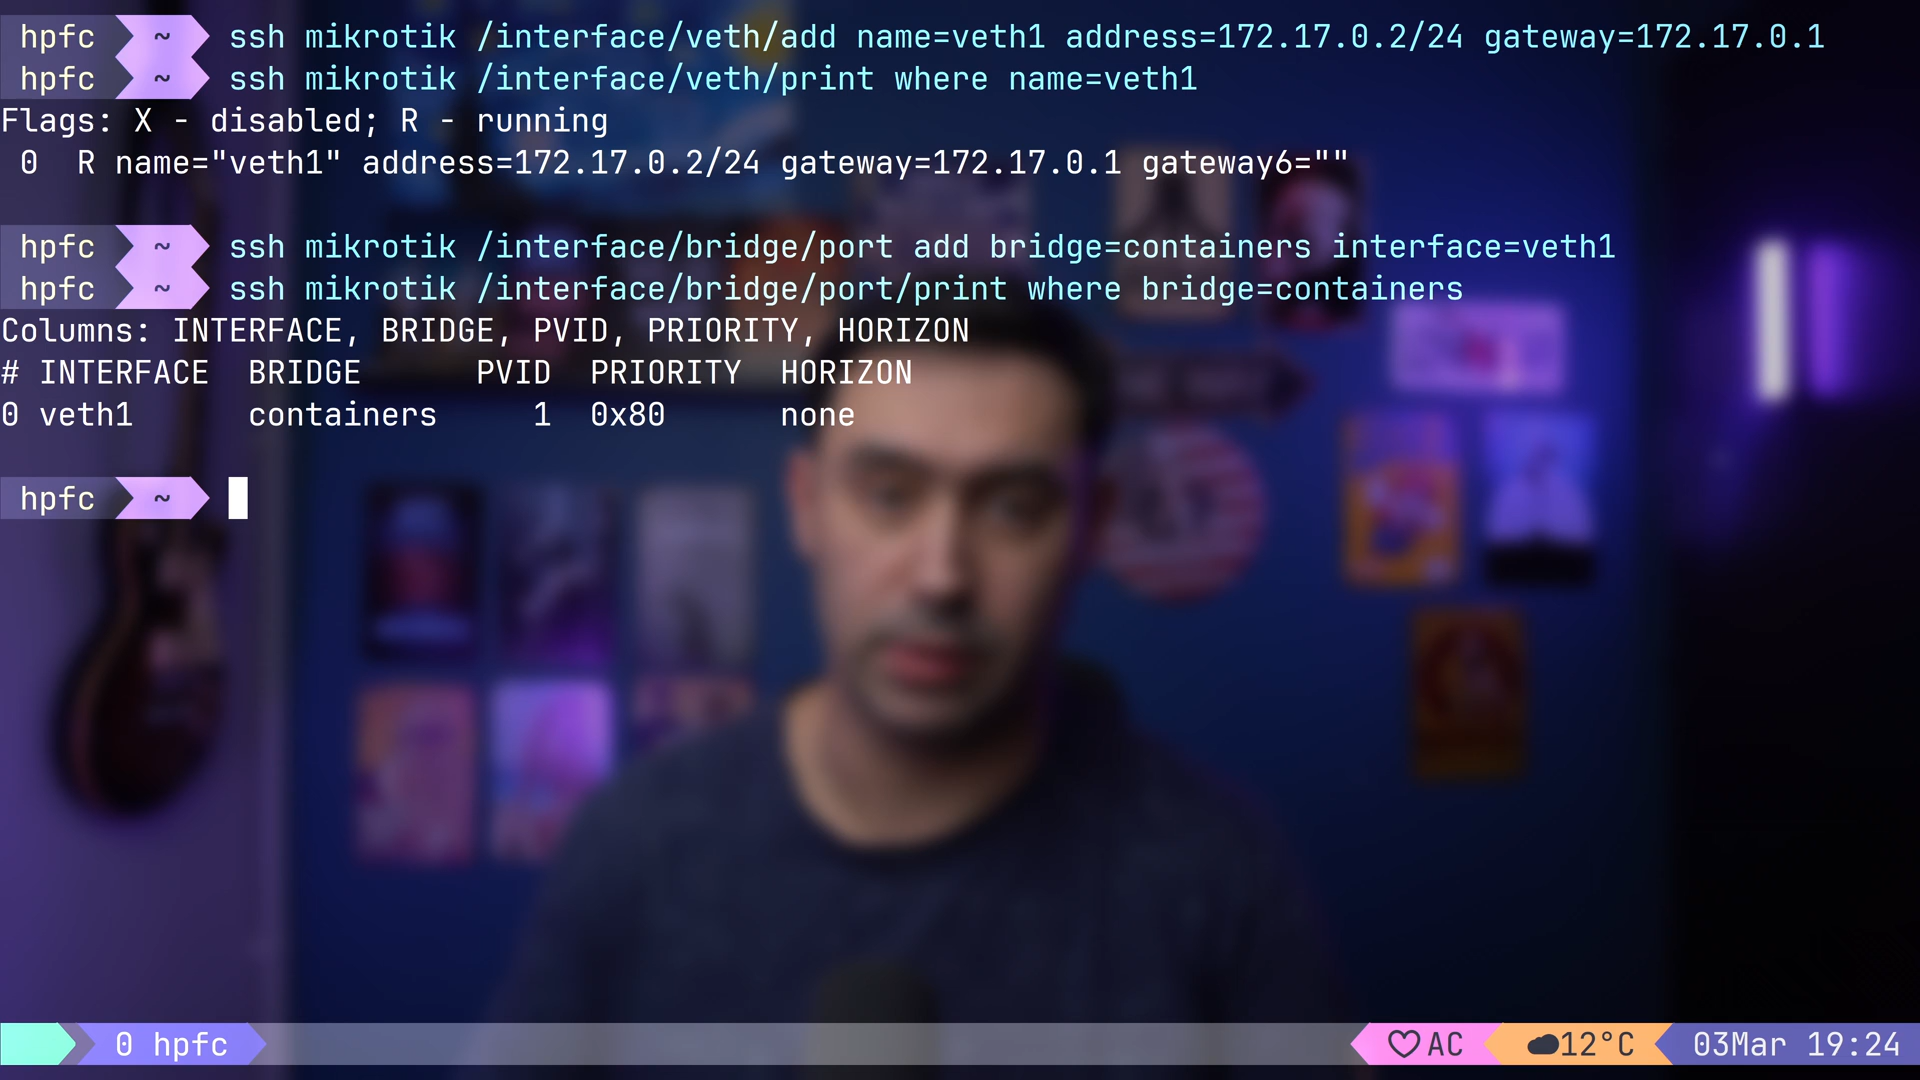 hpfc ~ ssh mikrotik /interface/veth/add name=veth1 address=172.17.0.2/24 gateway=172.17.0.1
hpfc ~ ssh mikrotik /interface/veth/print where name=veth1
Flags: X - disabled; R - running
0 R name="veth1" address=172.17.0.2/24 gateway=172.17.0.1 gateway6=""
hpfc ~ ssh mikrotik /interface/bridge/port add bridge=containers interface=veth1
hpfc ~ ssh mikrotik /interface/bridge/port/print where bridge=containers
Columns: INTERFACE, BRIDGE, PVID, PRIORITY, HORIZON
# INTERFACE BRIDGE PVID PRIORITY HORIZON
0 veth1 containers 1 0x80 none
hpfc ~
0 hpfc AC 12°C 03Mar 19:24